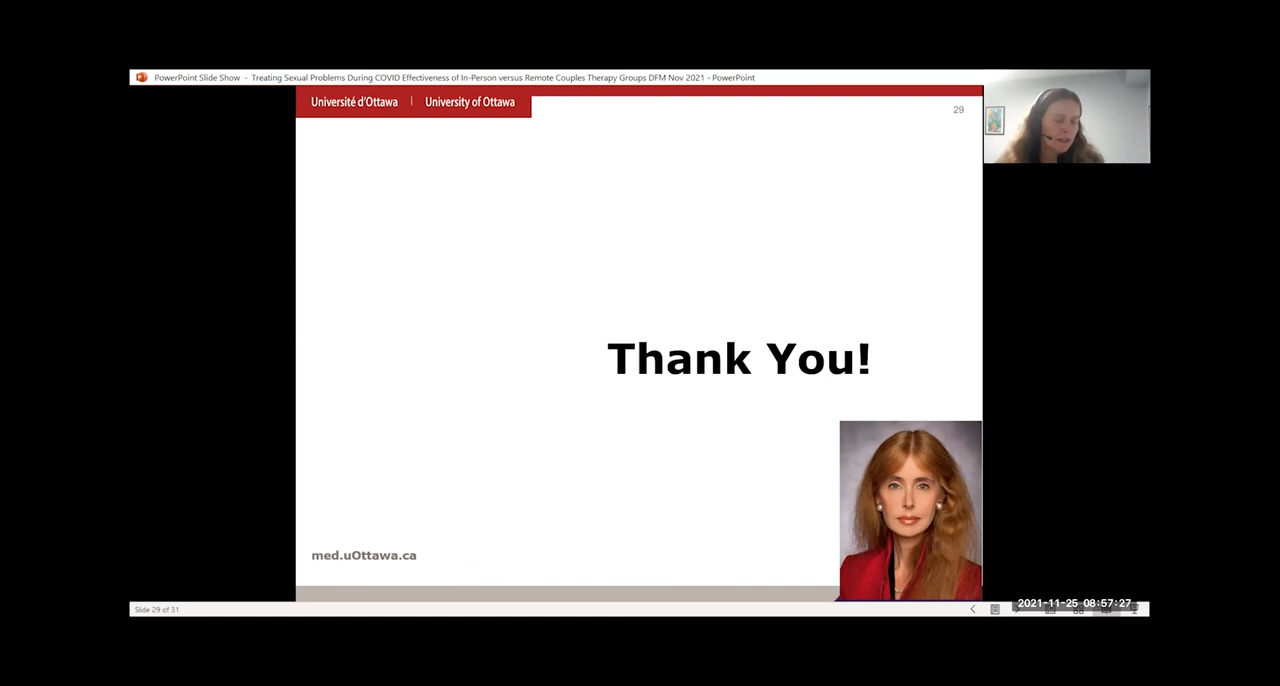 PowerPoint Slide Show - Treating Sexual Problems During COVID Effectiveness of In-Person versus Remote Couples Therapy Groups DFM Nov 2021 - PowerPoint
Université d'Ottawa | University of Ottawa
29
Thank You!
med.uOttawa.ca
Slide 29 of 31
2021-11-25 08:57:27